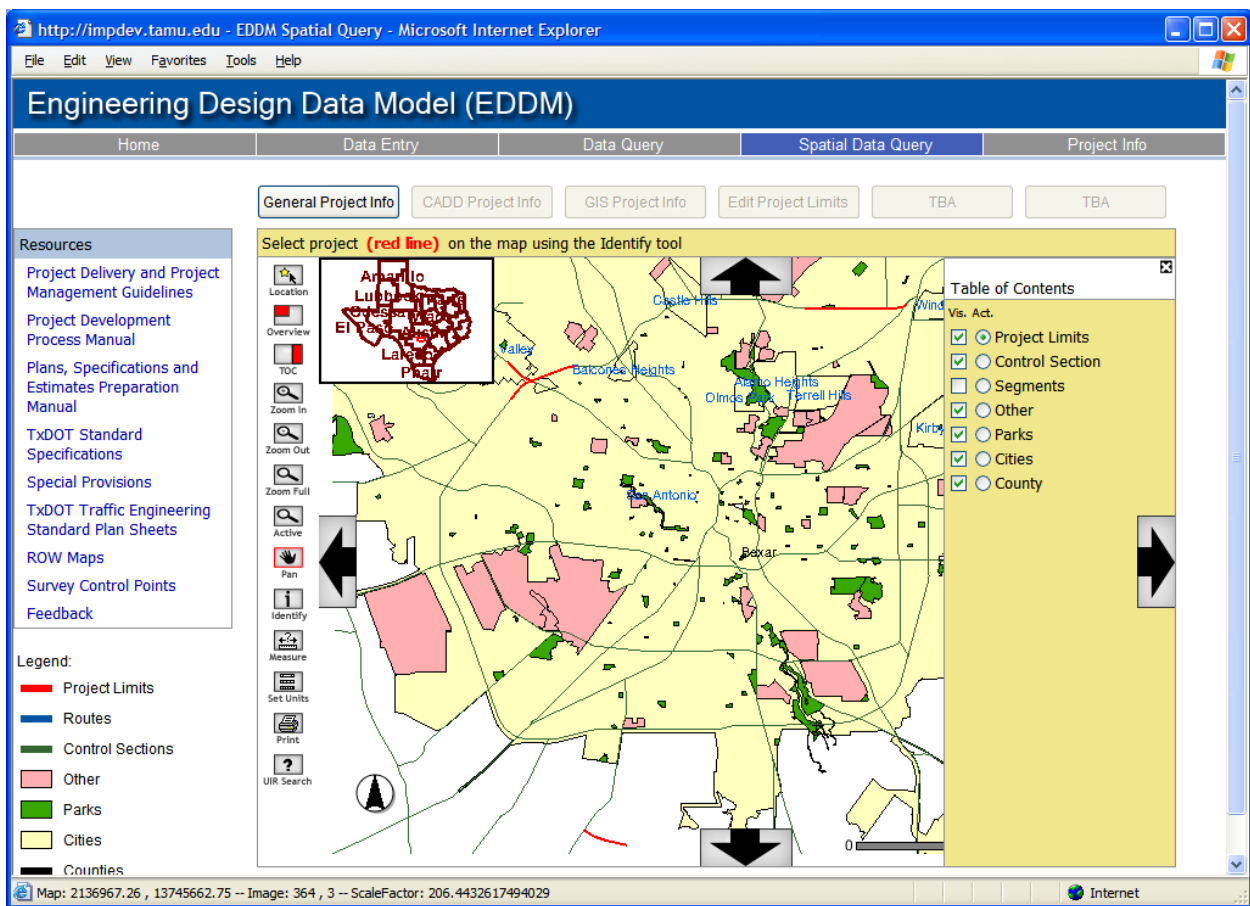 http://impdev.tamu.edu - EDDM Spatial Query - Microsoft Internet Explorer
File Edit View Favorites Tools Help
Engineering Design Data Model (EDDM)
Home Data Entry Data Query Spatial Data Query Project Info
General Project Info CADD Project Info GIS Project Info Edit Project Limits TBA TBA
Select project (red line) on the map using the Identify tool
Resources
Project Delivery and Project
Management Guidelines
Project Development
Process Manual
Plans, Specifications and
Estimates Preparation
Manual
TxDOT Standard
Specifications
Special Provisions
TxDOT Traffic Engineering
Standard Plan Sheets
ROW Maps
Survey Control Points
Feedback
Legend:
Project Limits
Routes
Control Sections
Other
Parks
Cities
Counties
Location
Overview
TOC
Zoom In
Zoom Out
Zoom Full
Active
Pan
Identify
Measure
Set Units
Print
UIR Search
Amarillo
Lubbock
Odessa
El Paso
Austin
Laredo
Pharr
Castle Hills
Wind
Valley
Balcones Heights
Alamo Heights
Olmos Park Terrell Hills
Kirby
San Antonio
Bexar
0
Table of Contents
Vis. Act.
Project Limits
Control Section
Segments
Other
Parks
Cities
County
Map: 2136967.26 , 13745662.75 -- Image: 364 , 3 -- ScaleFactor: 206.4432617494029
Internet